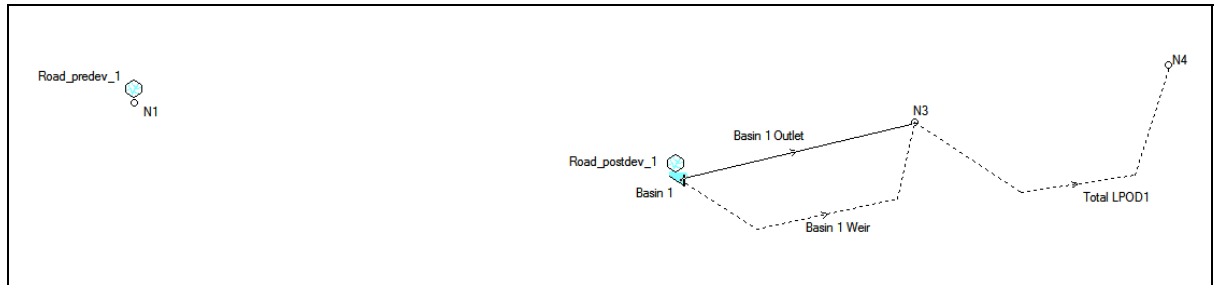 Road_predev_1
N1
N4
N3
Basin 1 Outlet
Road_postdev_1
Basin 1
Total LPOD1
Basin 1 Weir